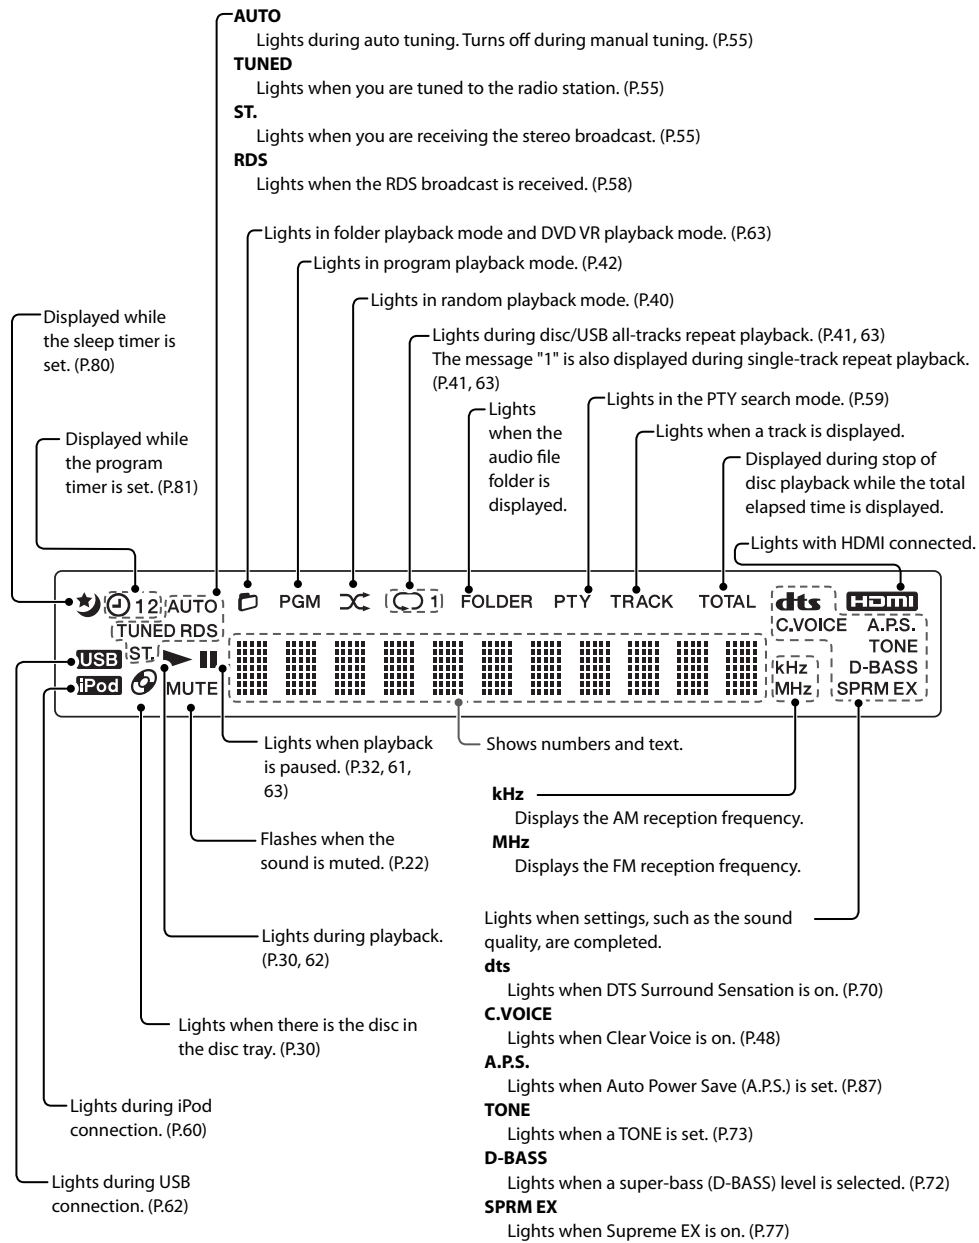 AUTO
Lights during auto tuning. Turns off during manual tuning. (P.55)
TUNED
Lights when you are tuned to the radio station. (P.55)
ST.
Lights when you are receiving the stereo broadcast. (P.55)
RDS
Lights when the RDS broadcast is received. (P.58)
Lights in folder playback mode and DVD VR playback mode. (P.63)
Lights in program playback mode. (P.42)
Lights in random playback mode. (P.40)
Displayed while
the sleep timer is
set. (P.80)
Lights during disc/USB all-tracks repeat playback. (P.41, 63)
The message "1" is also displayed during single-track repeat playback.
(P.41, 63)
Lights in the PTY search mode. (P.59)
Lights
when the
audio file
folder is
displayed.
Lights when a track is displayed.
Displayed while
the program
timer is set. (P.81)
Displayed during stop of
disc playback while the total
elapsed time is displayed.
Lights with HDMI connected.
1 2 AUTO PGM 1 FOLDER PTY TRACK TOTAL dts HDMI
TUNED RDS C.VOICE A.P.S.
ST. TONE
USB kHz D-BASS
iPod MUTE MHz SPRM EX
Lights when playback
is paused. (P.32, 61,
63)
Shows numbers and text.
kHz
Displays the AM reception frequency.
MHz
Displays the FM reception frequency.
Flashes when the
sound is muted. (P.22)
Lights during playback.
(P.30, 62)
Lights when there is the disc in
the disc tray. (P.30)
Lights during iPod
connection. (P.60)
Lights during USB
connection. (P.62)
Lights when settings, such as the sound
quality, are completed.
dts
Lights when DTS Surround Sensation is on. (P.70)
C.VOICE
Lights when Clear Voice is on. (P.48)
A.P.S.
Lights when Auto Power Save (A.P.S.) is set. (P.87)
TONE
Lights when a TONE is set. (P.73)
D-BASS
Lights when a super-bass (D-BASS) level is selected. (P.72)
SPRM EX
Lights when Supreme EX is on. (P.77)